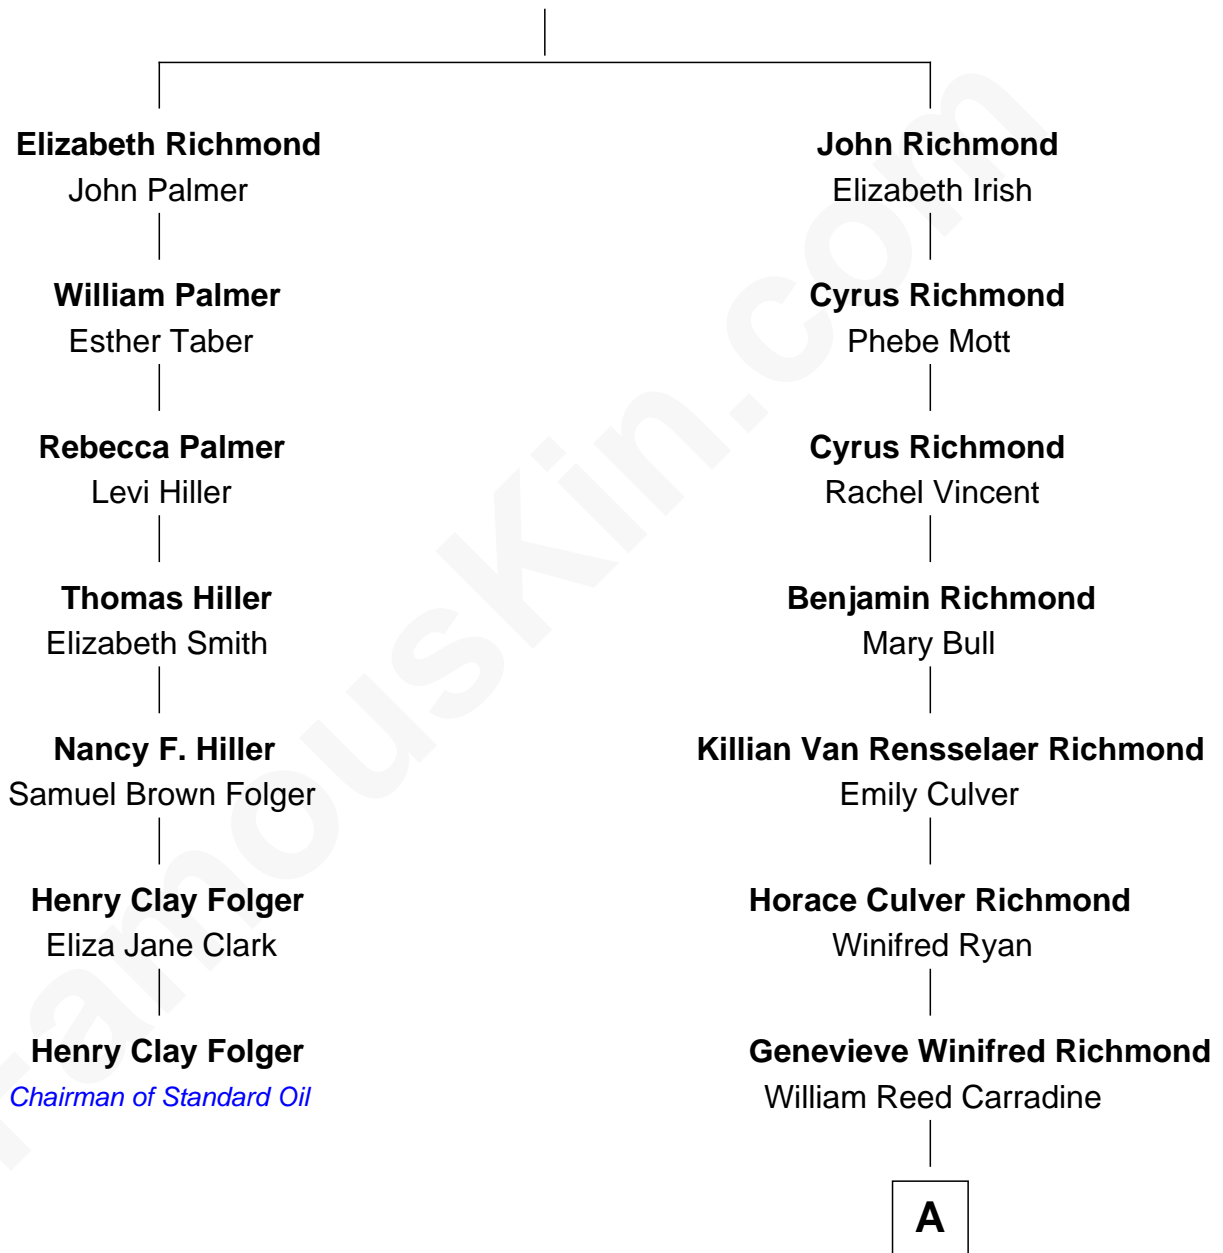 Elizabeth Richmond
John Palmer
William Palmer
Esther Taber
Rebecca Palmer
Levi Hiller
Thomas Hiller
Elizabeth Smith
Nancy F. Hiller
Samuel Brown Folger
Henry Clay Folger
Eliza Jane Clark
Henry Clay Folger
Chairman of Standard Oil
John Richmond
Elizabeth Irish
Cyrus Richmond
Phebe Mott
Cyrus Richmond
Rachel Vincent
Benjamin Richmond
Mary Bull
Killian Van Rensselaer Richmond
Emily Culver
Horace Culver Richmond
Winifred Ryan
Genevieve Winifred Richmond
William Reed Carradine
A
FamousKin.com